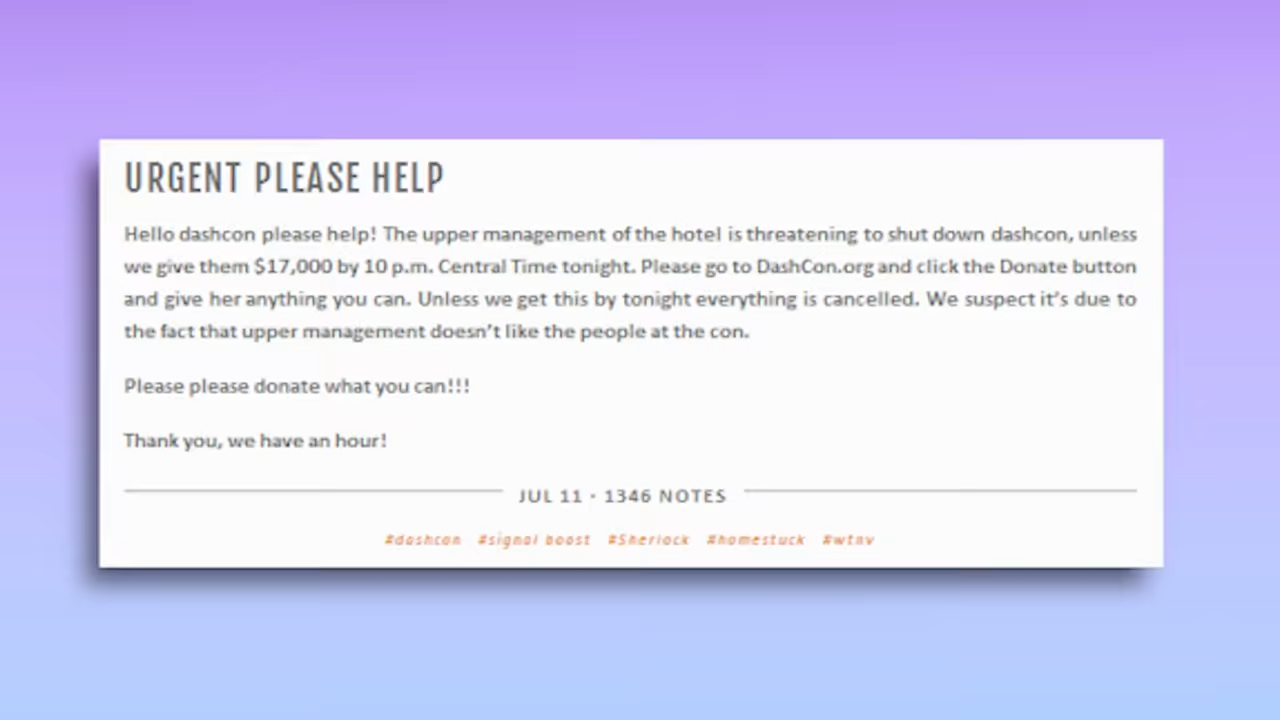 URGENT PLEASE HELP
Hello dashcon please help! The upper management of the hotel is threatening to shut down dashcon, unless
we give them $17,000 by 10 p.m. Central Time tonight. Please go to DashCon.org and click the Donate button
and give her anything you can. Unless we get this by tonight everything is cancelled. We suspect it’s due to
the fact that upper management doesn’t like the people at the con.
Please please donate what you can!!!
Thank you, we have an hour!
JUL 11 · 1346 NOTES
#dashcon #signal boost #Sherlock #homestuck #wtnv